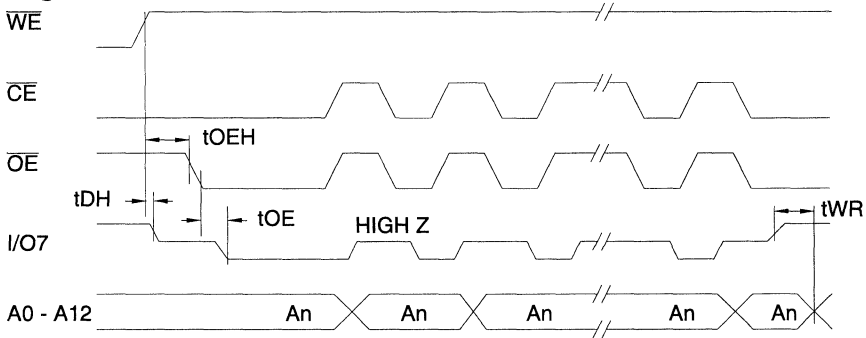 WE
CE
tOEH
OE
tDH
tOE
tWR
HIGH Z
I/O7
A0 - A12 An An An An An